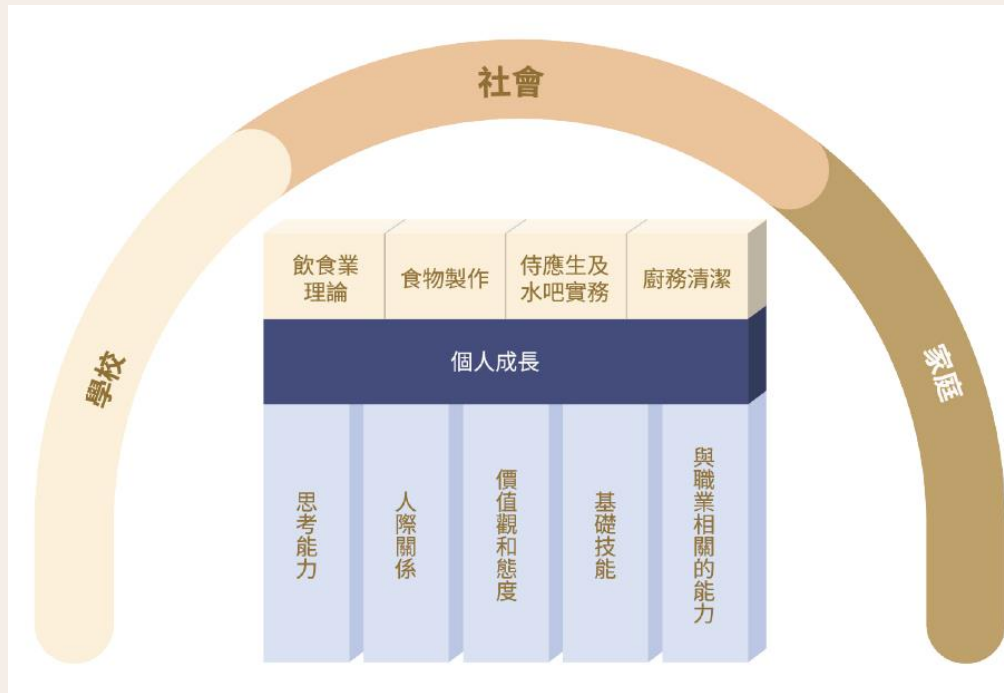 社會
學校
家庭
飲食業
理論
食物製作
侍應生及
水吧實務
廚務清潔
個人成長
思考能力
人際關係
價值觀和態度
基礎技能
與職業相關的能力